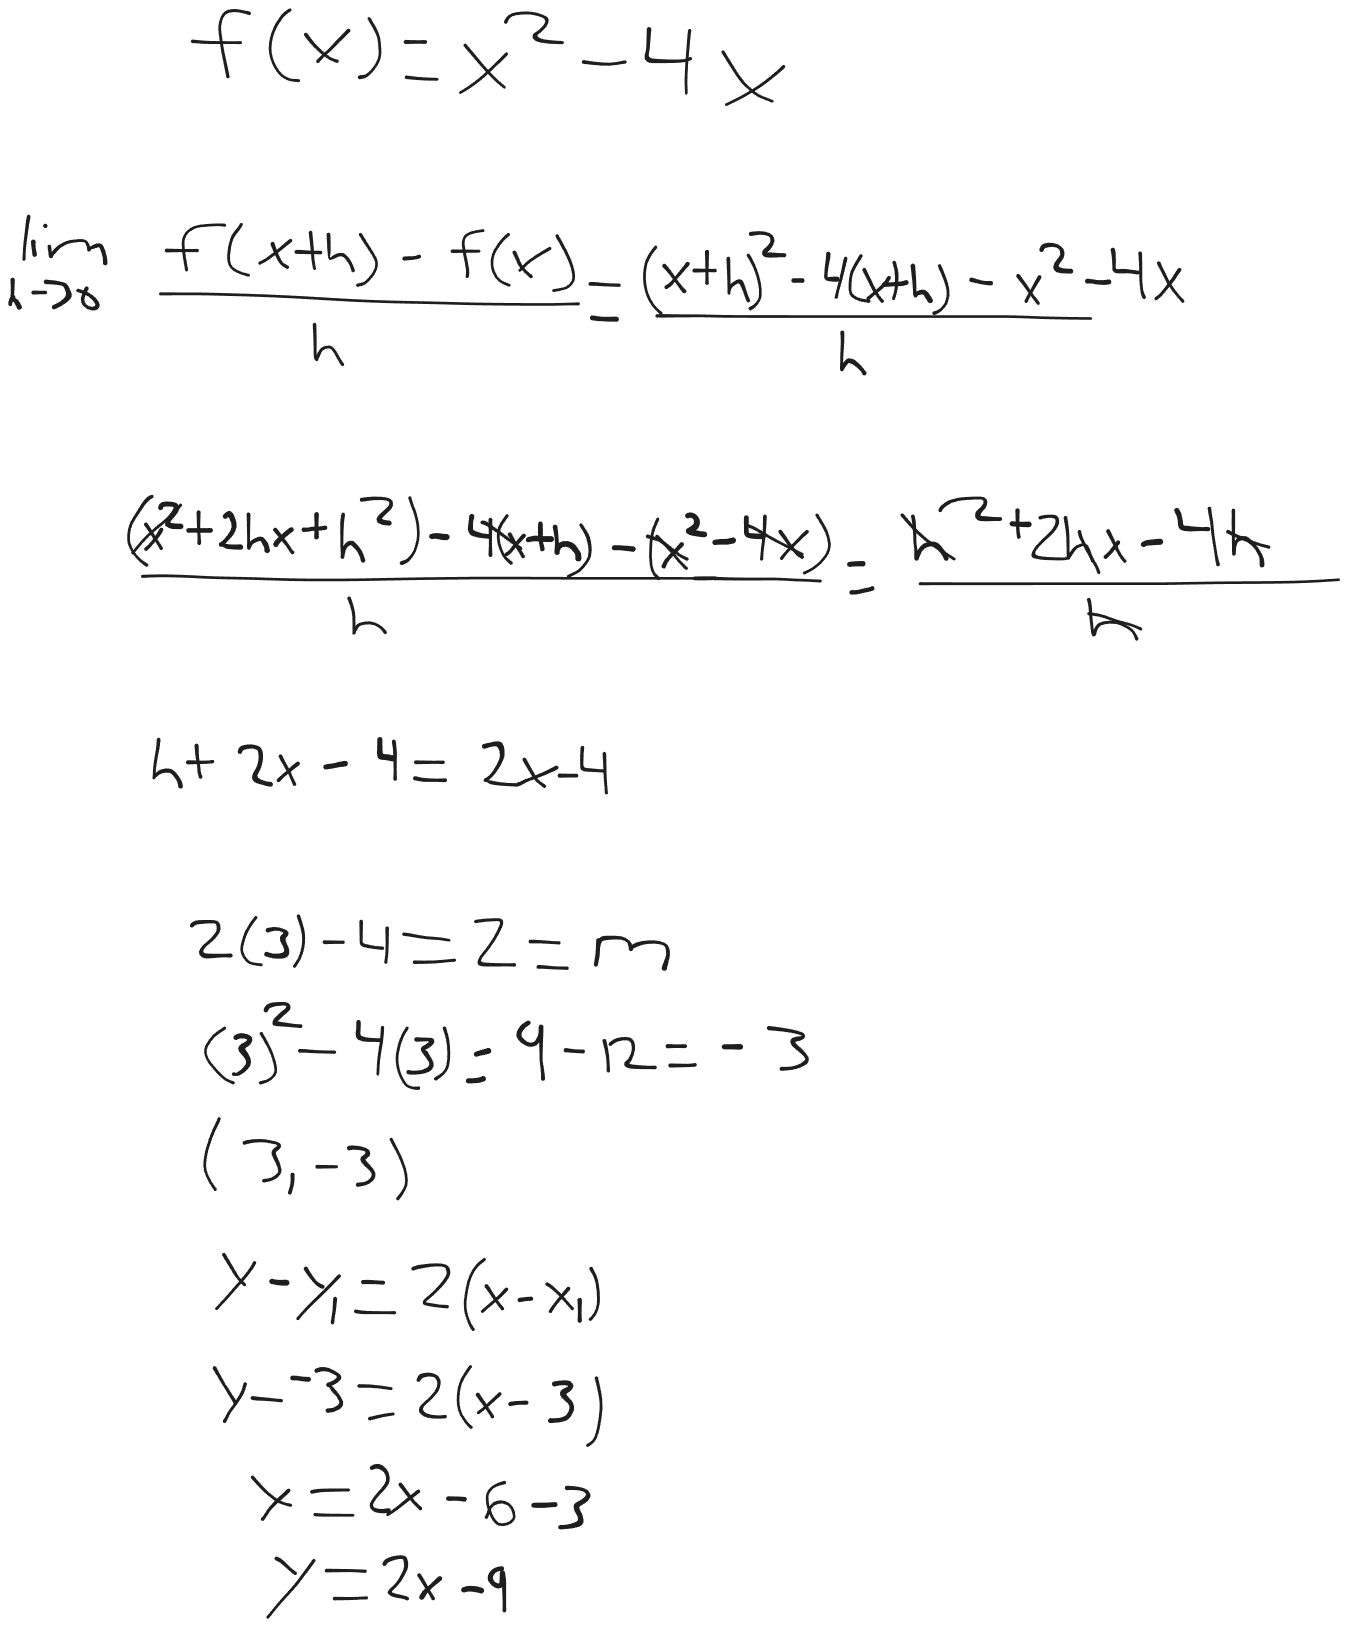 f(x) = x² - 4x
lim h→0 (f(x+h) - f(x))/h = ((x+h)² - 4(x+h) - x² - 4x)/h
((x² + 2hx + h²) - 4(x+h) - (x² - 4x))/h = (h² + 2hx - 4h)/h
h + 2x - 4 = 2x - 4
2(3) - 4 = 2 = m
(3)² - 4(3) = 9 - 12 = -3
(3, -3)
y - y₁ = 2(x - x₁)
y - -3 = 2(x - 3)
y = 2x - 6 - 3
y = 2x - 9